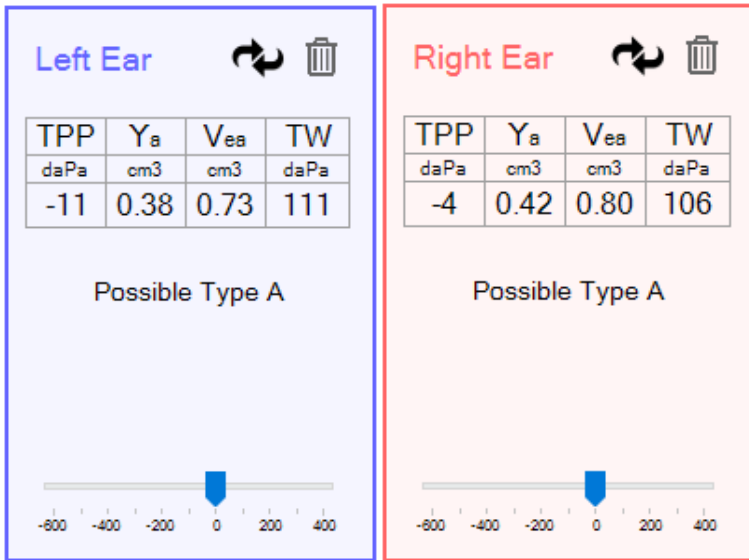 Left Ear
TPP Ya Vea TW
daPa cm3 cm3 daPa
-11 0.38 0.73 111
Possible Type A
-600 -400 -200 0 200 400
Right Ear
TPP Ya Vea TW
daPa cm3 cm3 daPa
-4 0.42 0.80 106
Possible Type A
-600 -400 -200 0 200 400